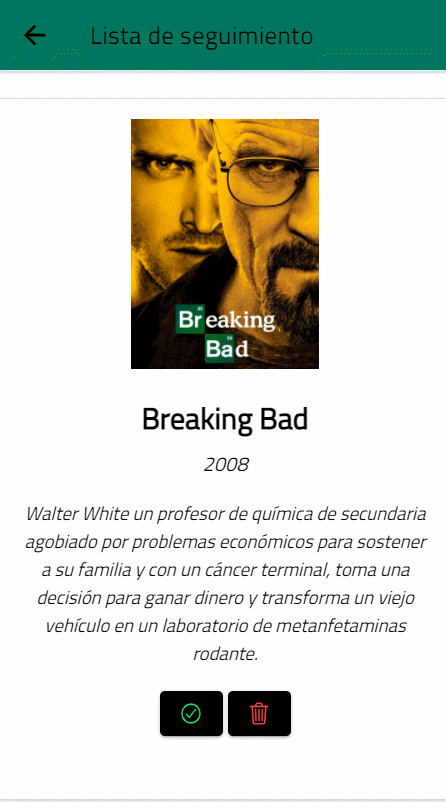 Lista de seguimiento
Breaking
Bad
Breaking Bad
2008
Walter White un profesor de química de secundaria
agobiado por problemas económicos para sostener
a su familia y con un cáncer terminal, toma una
decisión para ganar dinero y transforma un viejo
vehículo en un laboratorio de metanfetaminas
rodante.